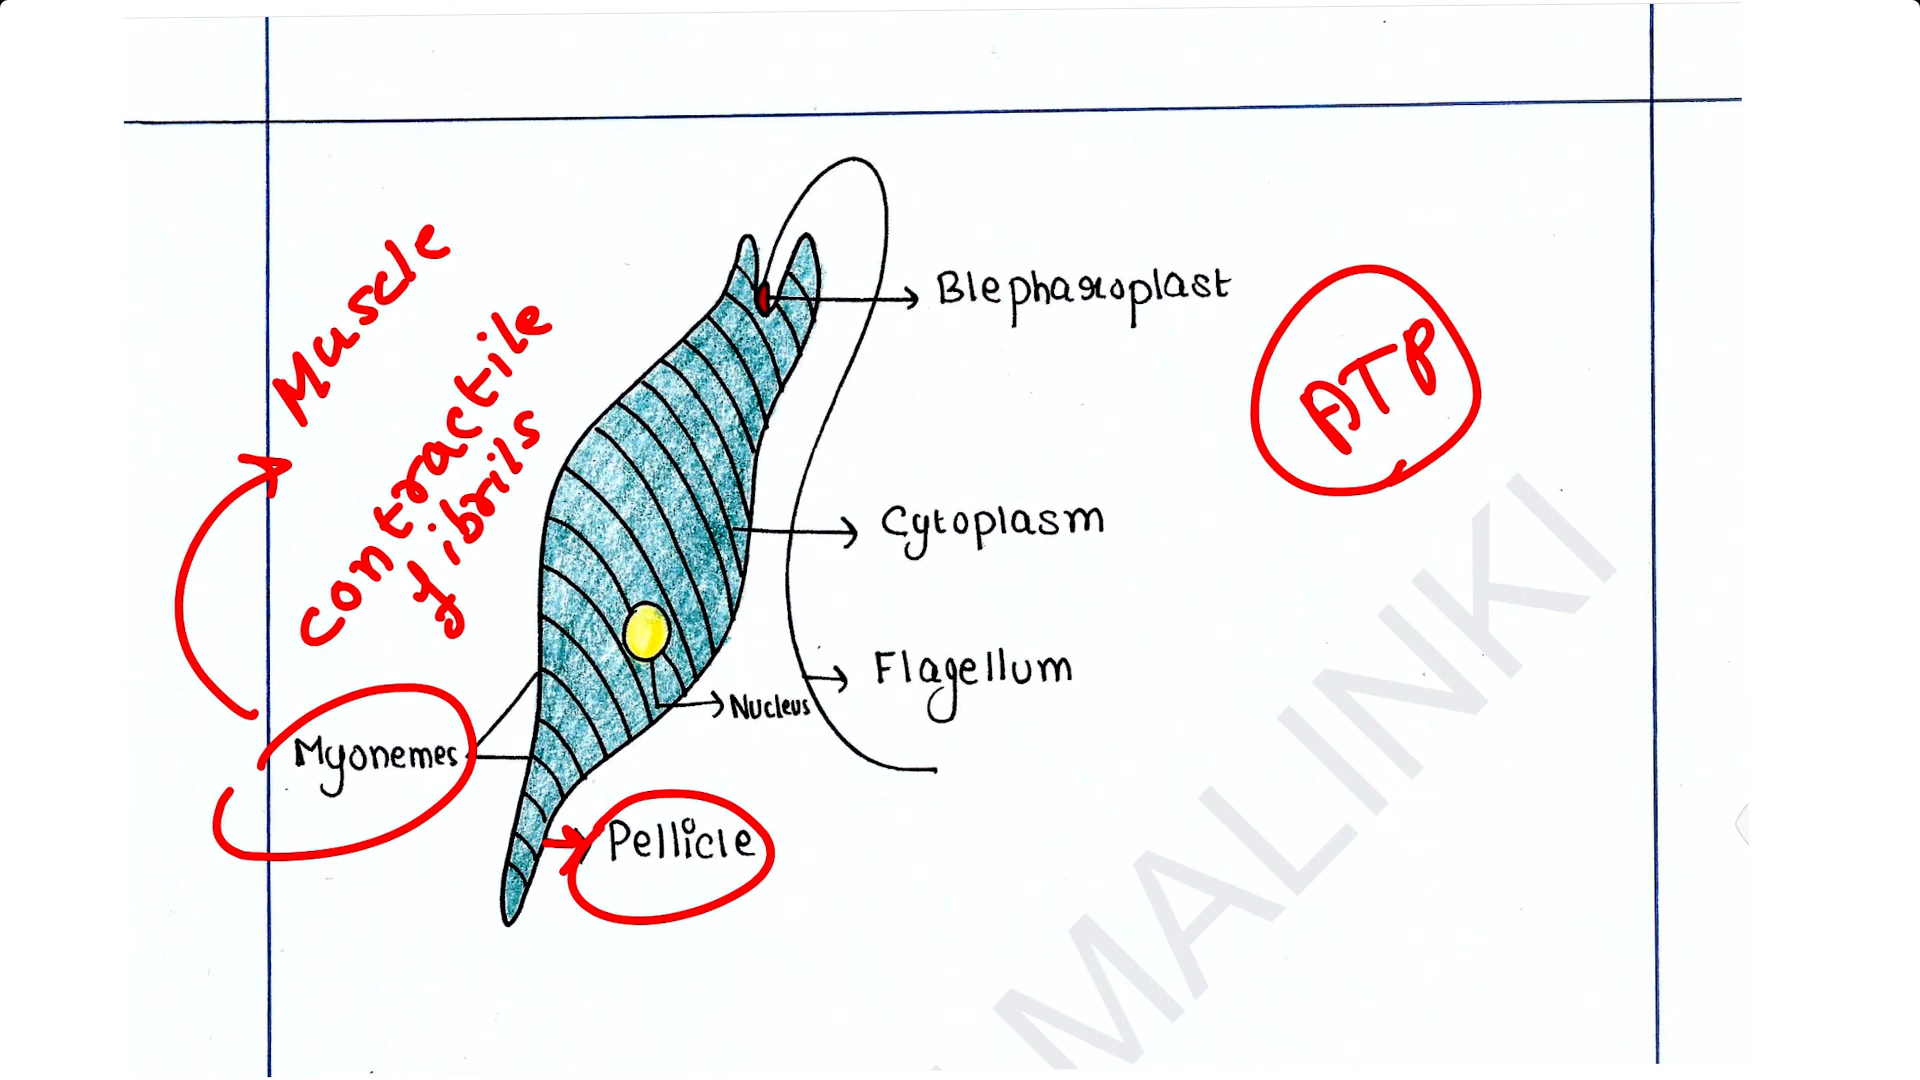 Muscle
contractile
fibrils
Blepharoplast
ATP
Cytoplasm
Flagellum
Nucleus
Myonemes
Pellicle
MALINKI